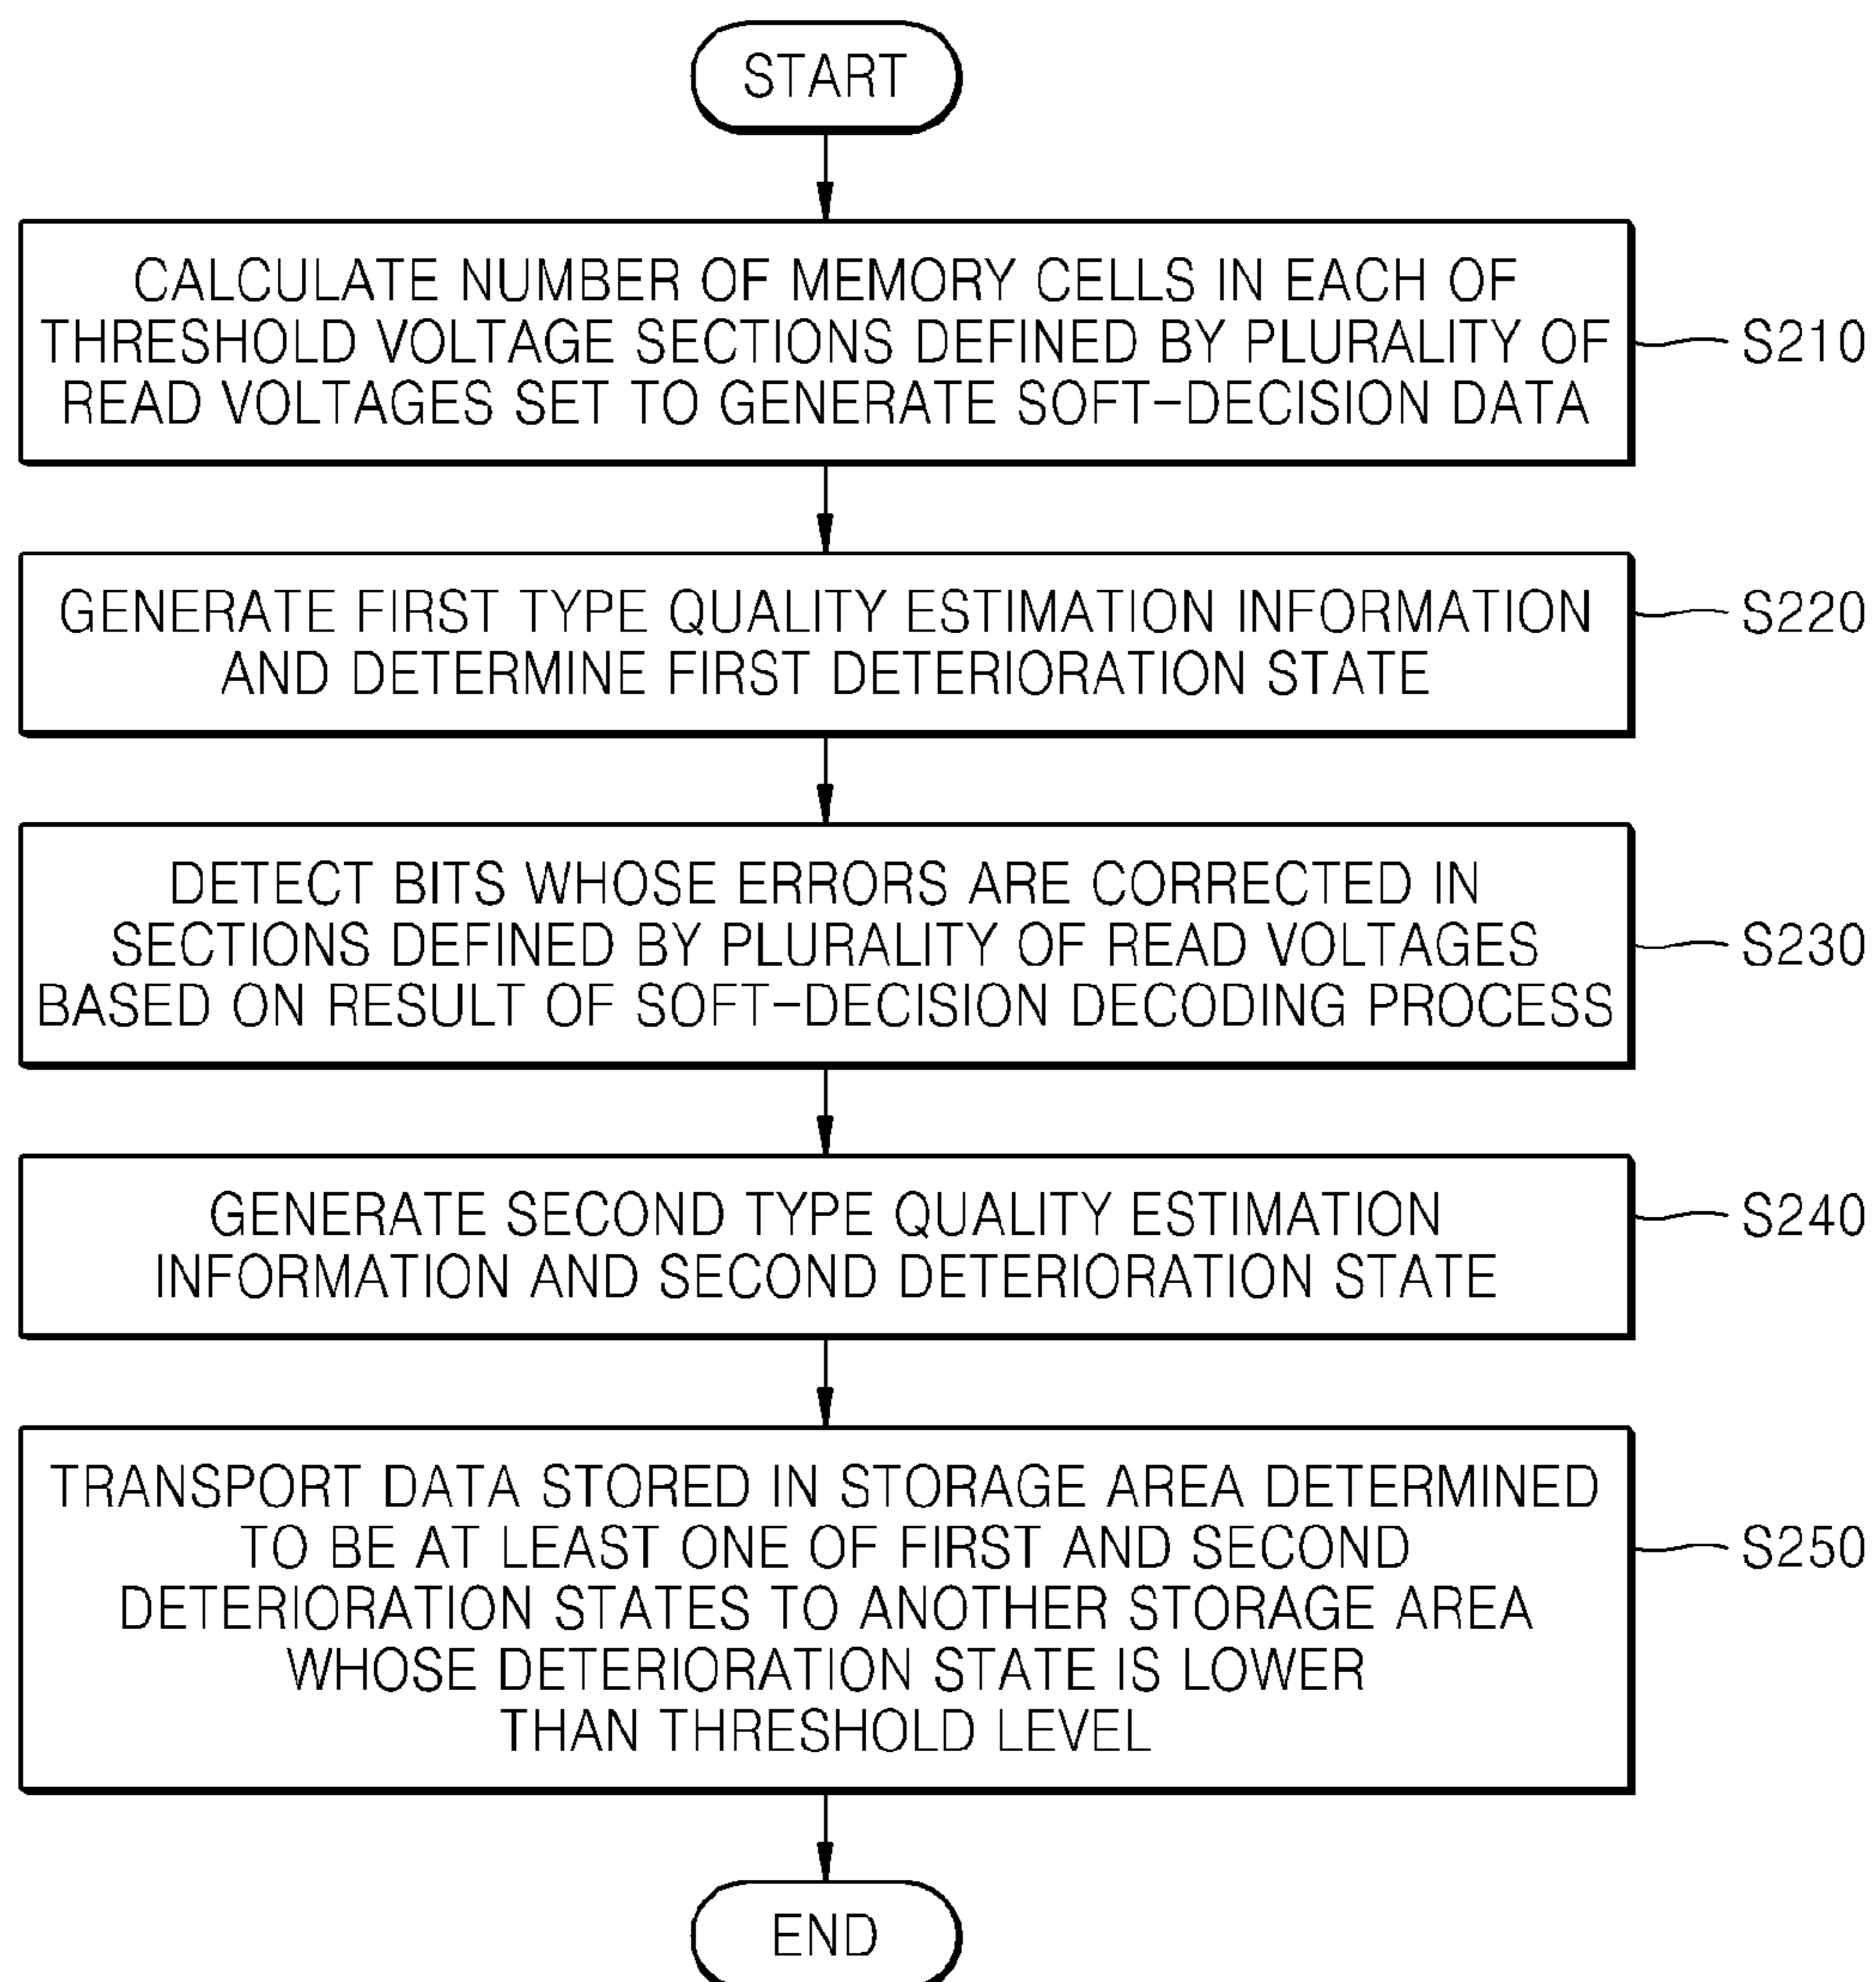 START
CALCULATE NUMBER OF MEMORY CELLS IN EACH OF
THRESHOLD VOLTAGE SECTIONS DEFINED BY PLURALITY OF
READ VOLTAGES SET TO GENERATE SOFT-DECISION DATA
S210
GENERATE FIRST TYPE QUALITY ESTIMATION INFORMATION
AND DETERMINE FIRST DETERIORATION STATE
S220
DETECT BITS WHOSE ERRORS ARE CORRECTED IN
SECTIONS DEFINED BY PLURALITY OF READ VOLTAGES
BASED ON RESULT OF SOFT-DECISION DECODING PROCESS
S230
GENERATE SECOND TYPE QUALITY ESTIMATION
INFORMATION AND SECOND DETERIORATION STATE
S240
TRANSPORT DATA STORED IN STORAGE AREA DETERMINED
TO BE AT LEAST ONE OF FIRST AND SECOND
DETERIORATION STATES TO ANOTHER STORAGE AREA
WHOSE DETERIORATION STATE IS LOWER
THAN THRESHOLD LEVEL
S250
END